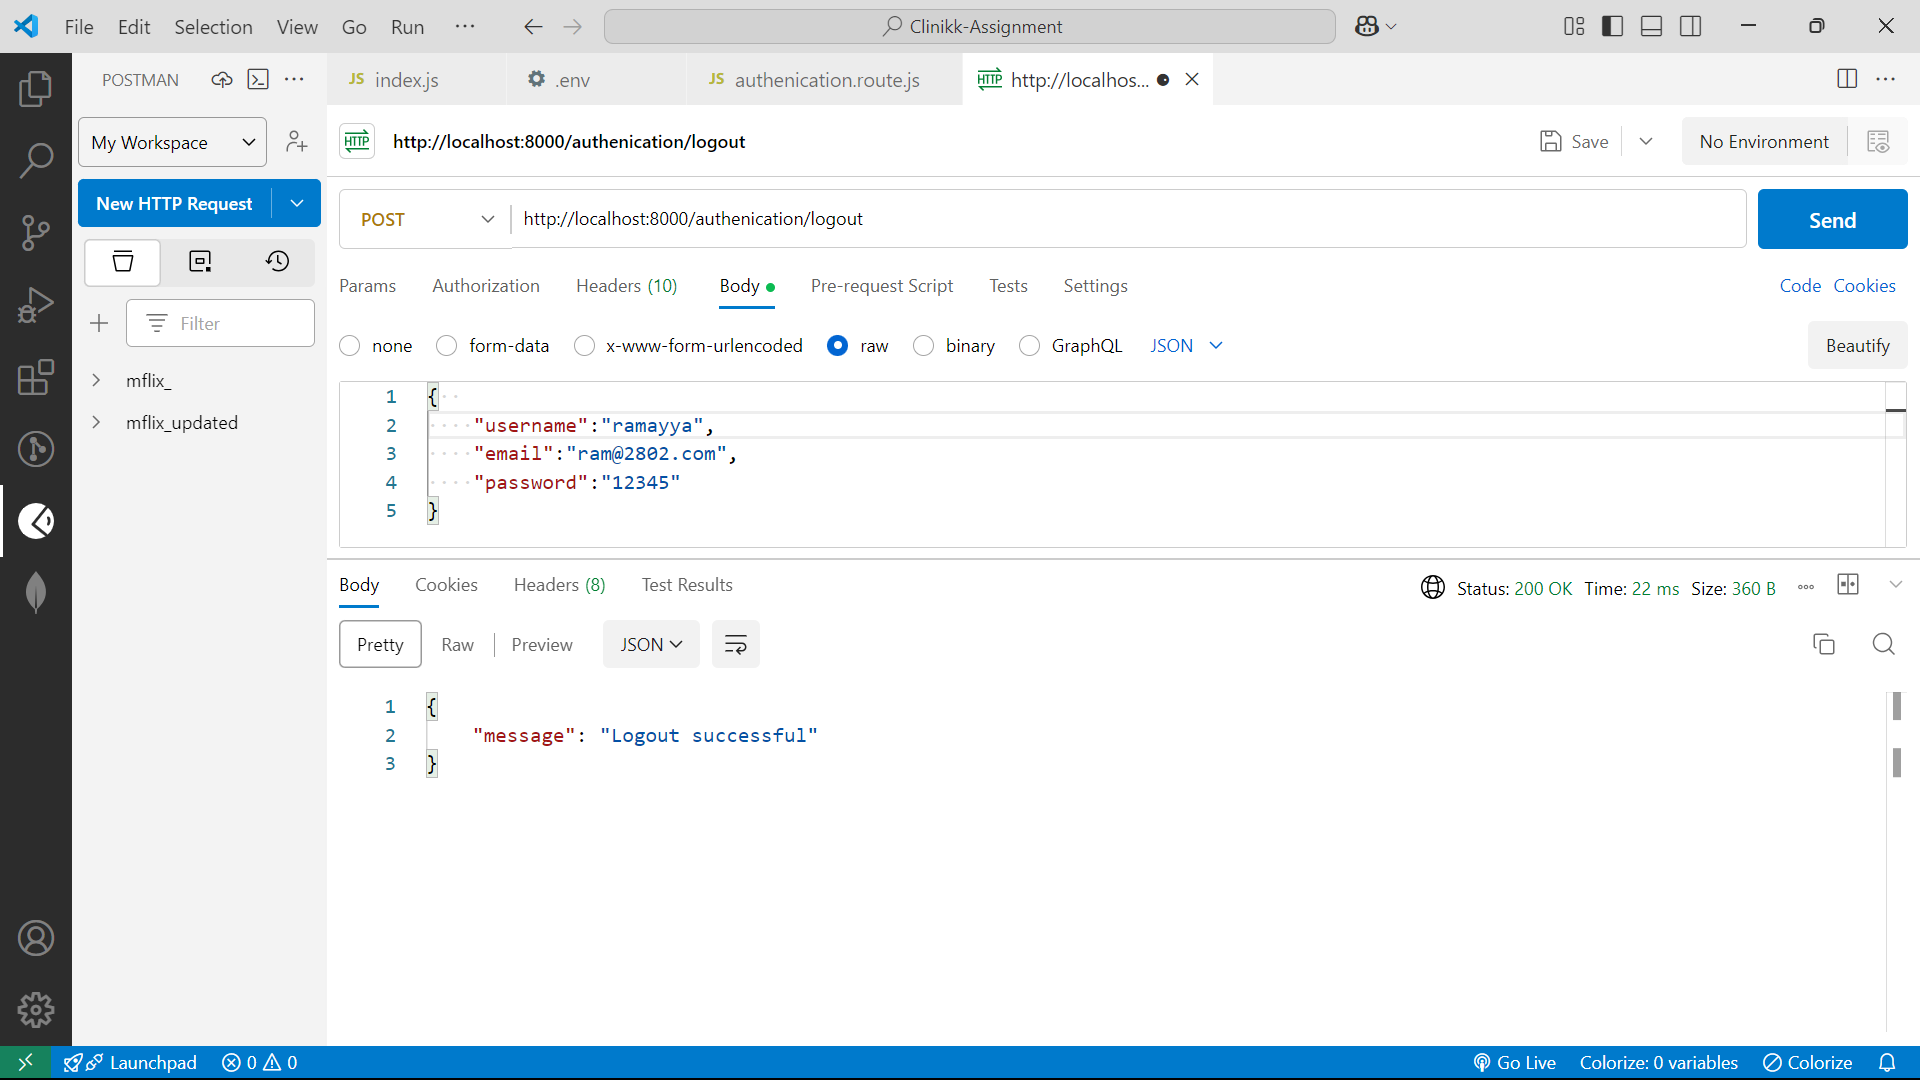 File Edit Selection View Go Run ···
Clinikk-Assignment
POSTMAN ···
JS index.js
.env
JS authenication.route.js
HTTP http://localhos... ● ×
···
My Workspace
HTTP http://localhost:8000/authenication/logout
Save
No Environment
New HTTP Request
POST
http://localhost:8000/authenication/logout
Send
Params Authorization Headers (10) Body Pre-request Script Tests Settings
Code Cookies
Filter
none form-data x-www-form-urlencoded raw binary GraphQL JSON
Beautify
mflix_
mflix_updated
1 {
2 "username":"ramayya",
3 "email":"ram@2802.com",
4 "password":"12345"
5 }
Body Cookies Headers (8) Test Results
Status: 200 OK Time: 22 ms Size: 360 B
Pretty Raw Preview JSON
1 {
2 "message": "Logout successful"
3 }
Launchpad 0 0
Go Live Colorize: 0 variables Colorize